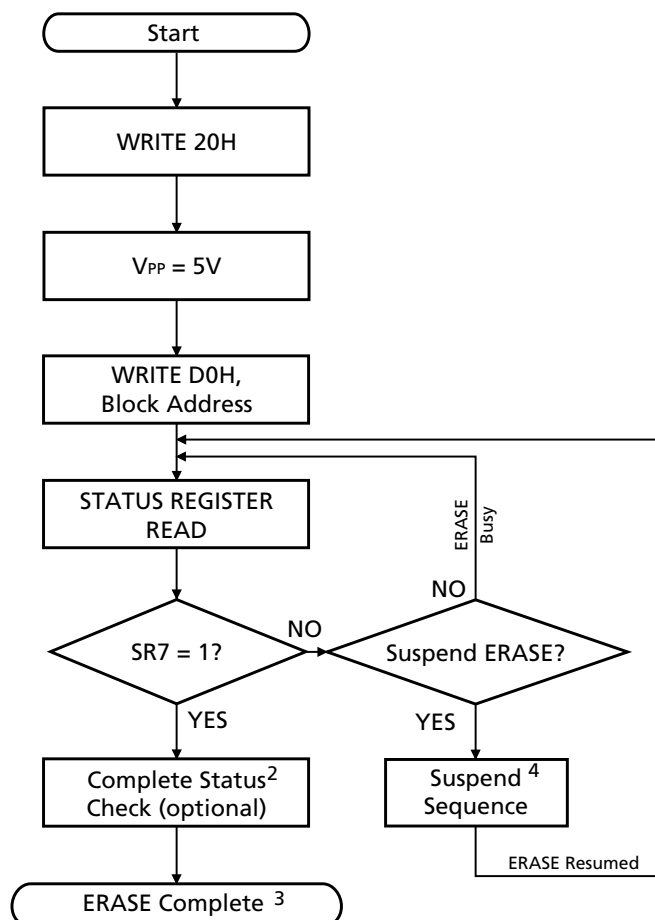 Start
WRITE 20H
VPP = 5V
WRITE D0H,
Block Address
STATUS REGISTER
READ
ERASE
Busy
NO
SR7 = 1?
NO
Suspend ERASE?
YES
YES
Complete Status2
Check (optional)
Suspend 4
Sequence
ERASE Resumed
ERASE Complete 3